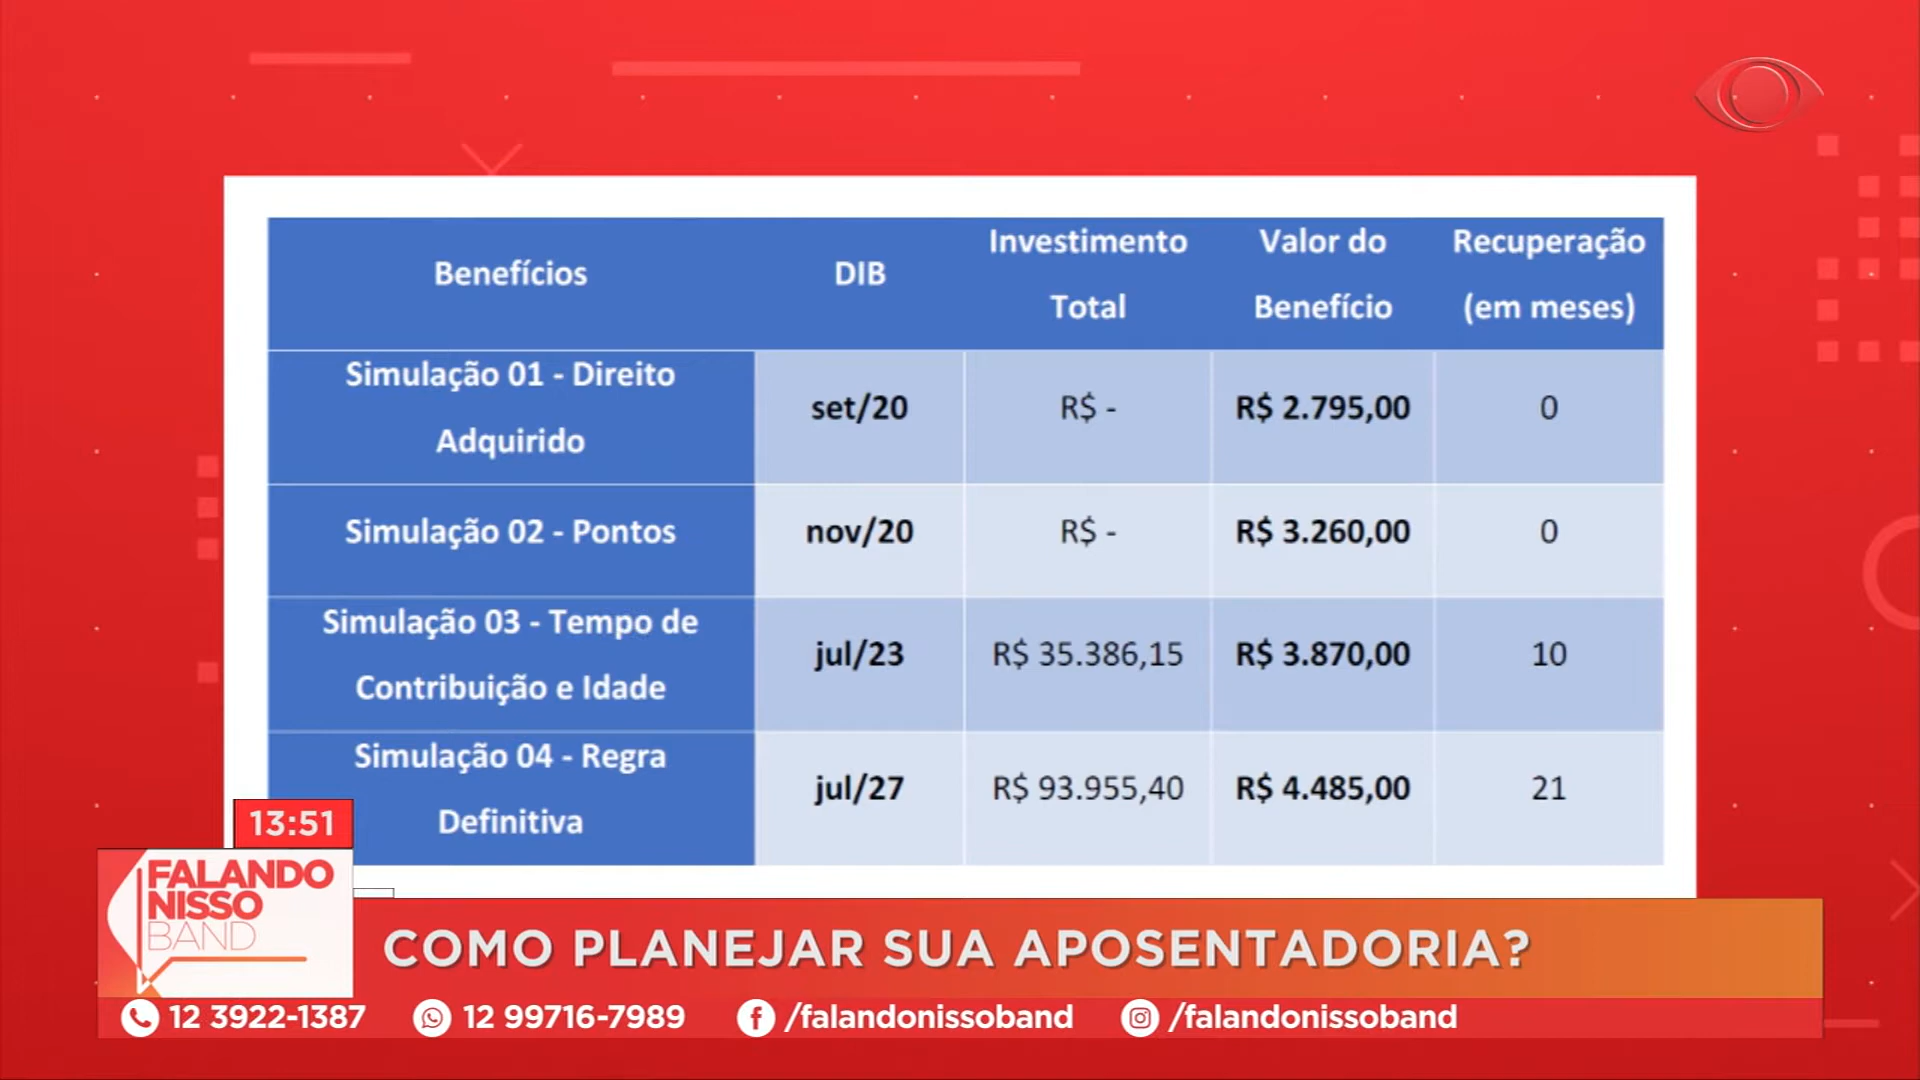 Benefícios
DIB
Investimento
Total
Valor do
Benefício
Recuperação
(em meses)
Simulação 01 - Direito
Adquirido
set/20
R$ -
R$ 2.795,00
0
Simulação 02 - Pontos
nov/20
R$ -
R$ 3.260,00
0
Simulação 03 - Tempo de
Contribuição e Idade
jul/23
R$ 35.386,15
R$ 3.870,00
10
Simulação 04 - Regra
Definitiva
jul/27
R$ 93.955,40
R$ 4.485,00
21
13:51
FALANDO
NISSO
BAND
COMO PLANEJAR SUA APOSENTADORIA?
12 3922-1387
12 99716-7989
/falandonissoband
/falandonissoband